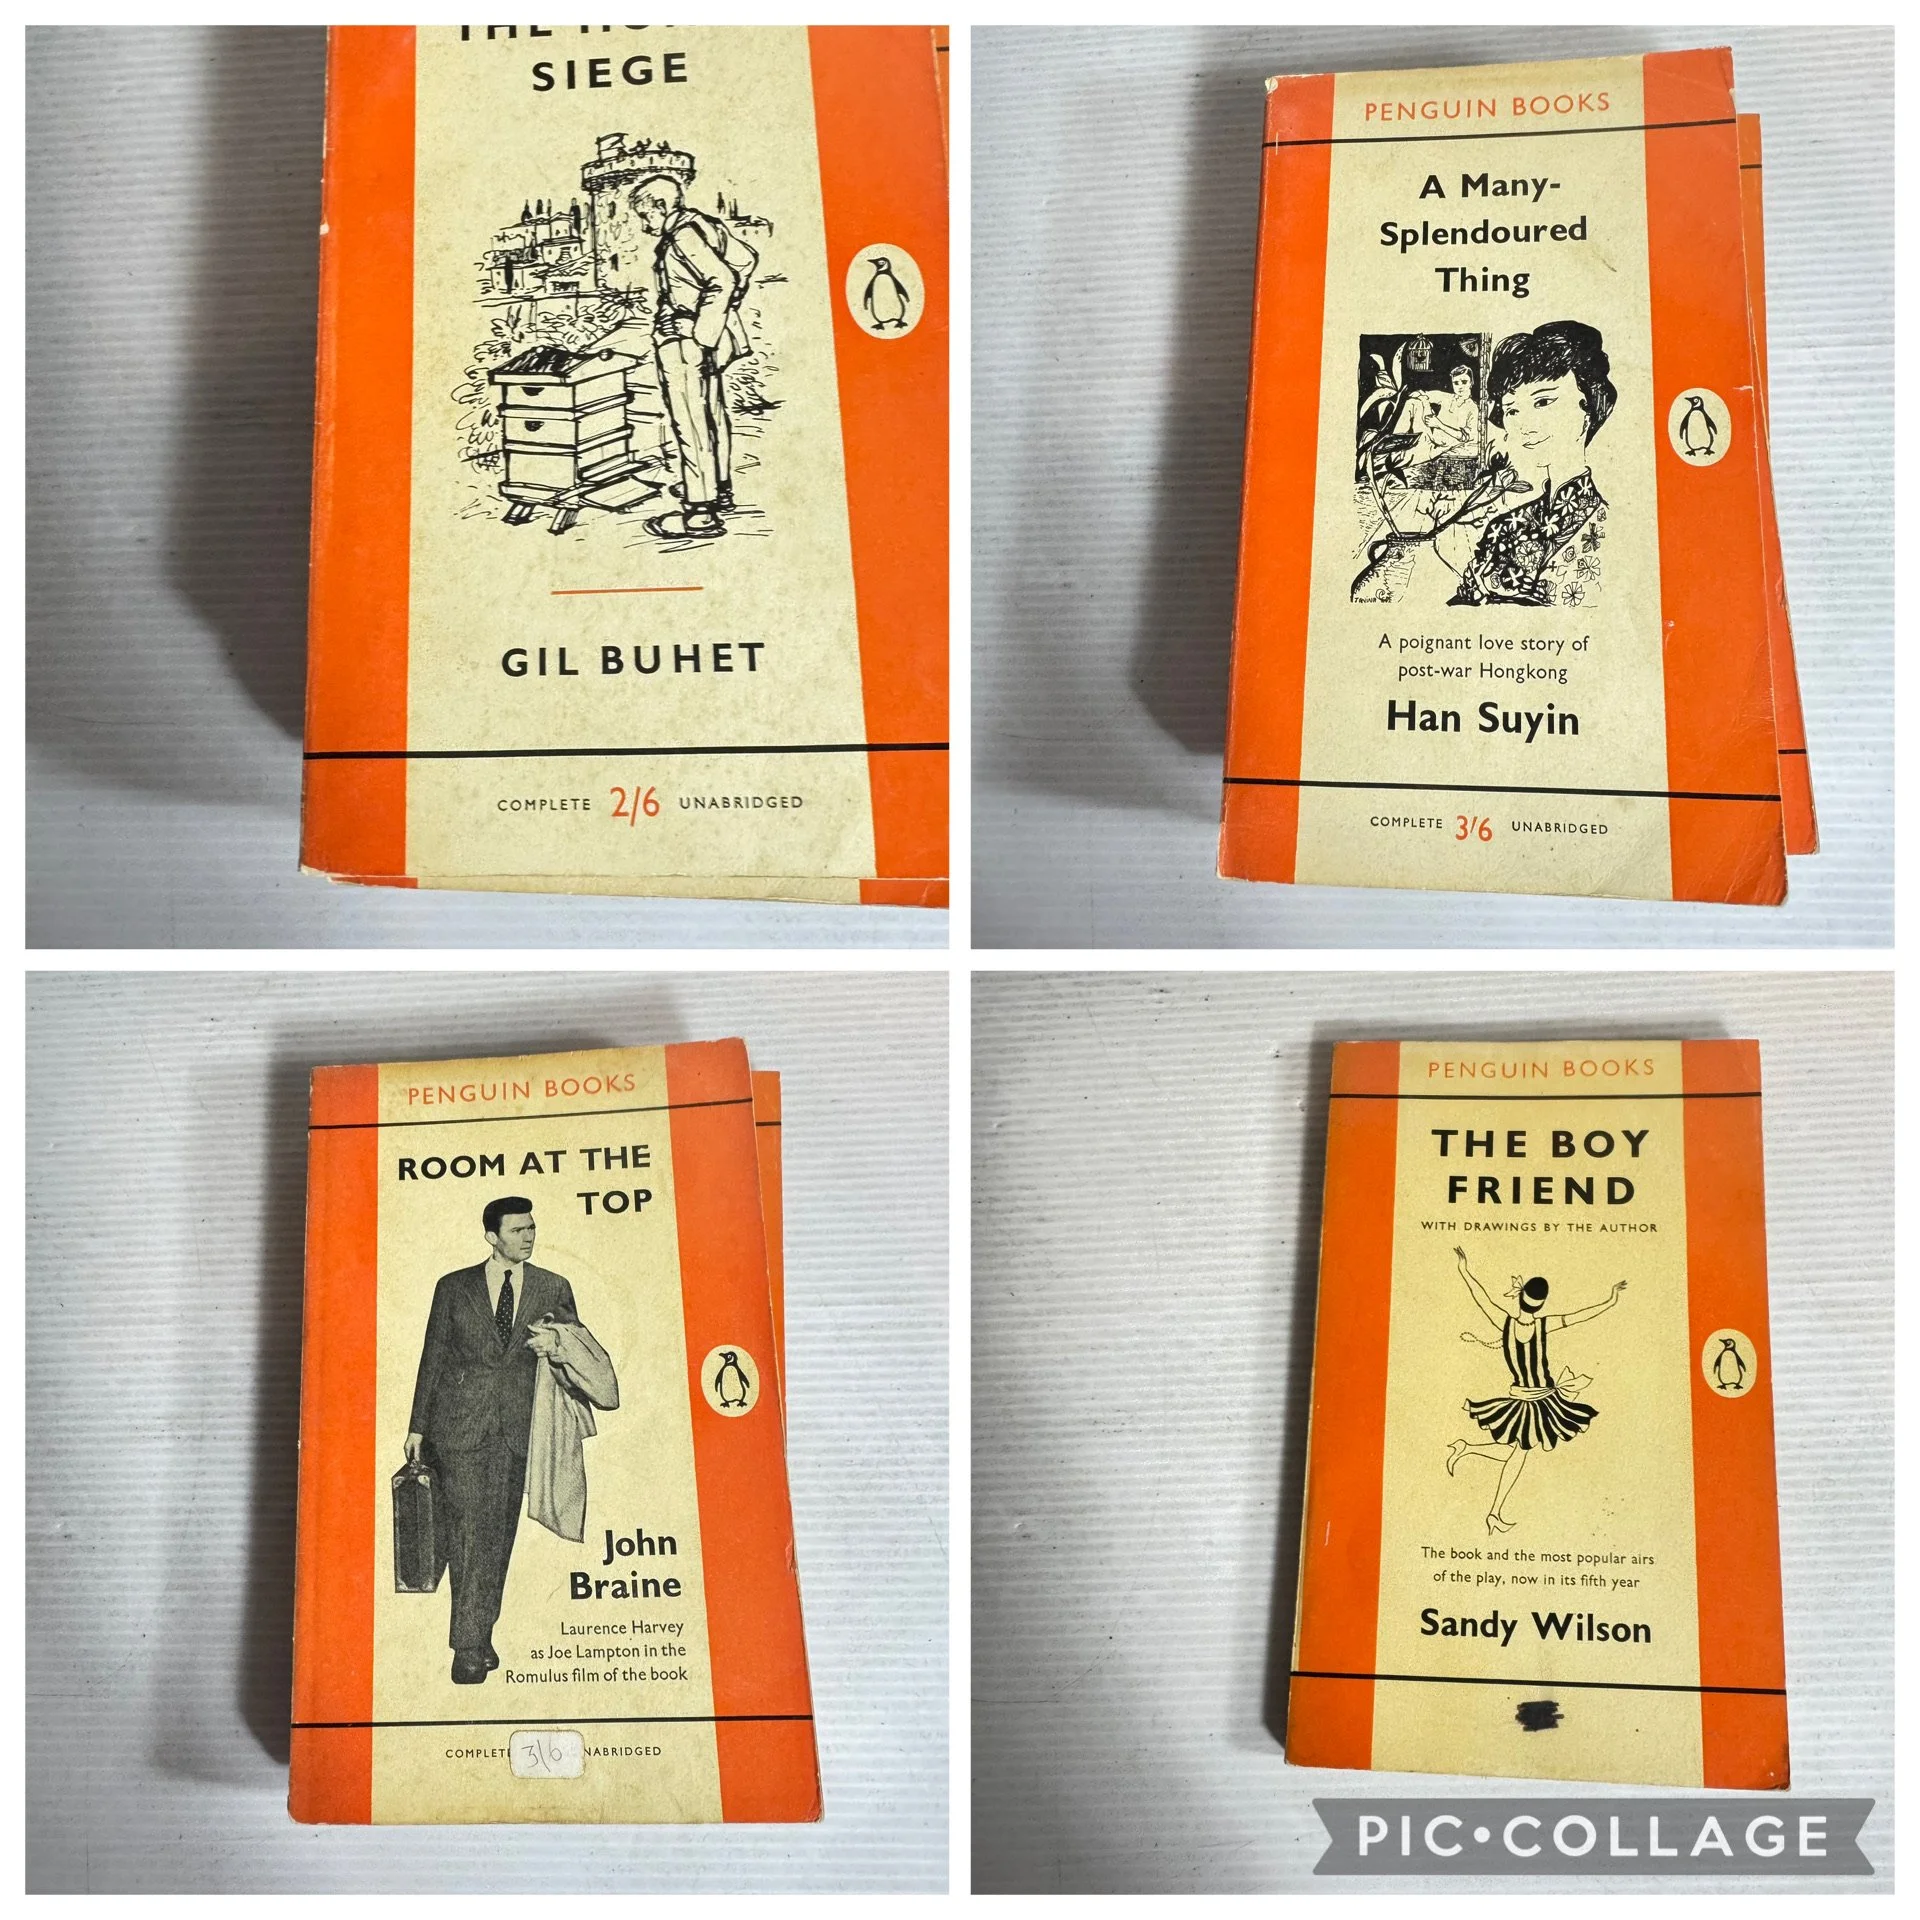 THE
SIEGE
GIL BUHET
COMPLETE 2/6 UNABRIDGED
PENGUIN BOOKS
A Many-
Splendoured
Thing
A poignant love story of
post-war Hongkong
Han Suyin
COMPLETE 3/6 UNABRIDGED
PENGUIN BOOKS
ROOM AT THE
TOP
John
Braine
Laurence Harvey
as Joe Lampton in the
Romulus film of the book
COMPLET 3/6 NABRIDGED
PENGUIN BOOKS
THE BOY
FRIEND
WITH DRAWINGS BY THE AUTHOR
The book and the most popular airs
of the play, now in its fifth year
Sandy Wilson
PIC•COLLAGE